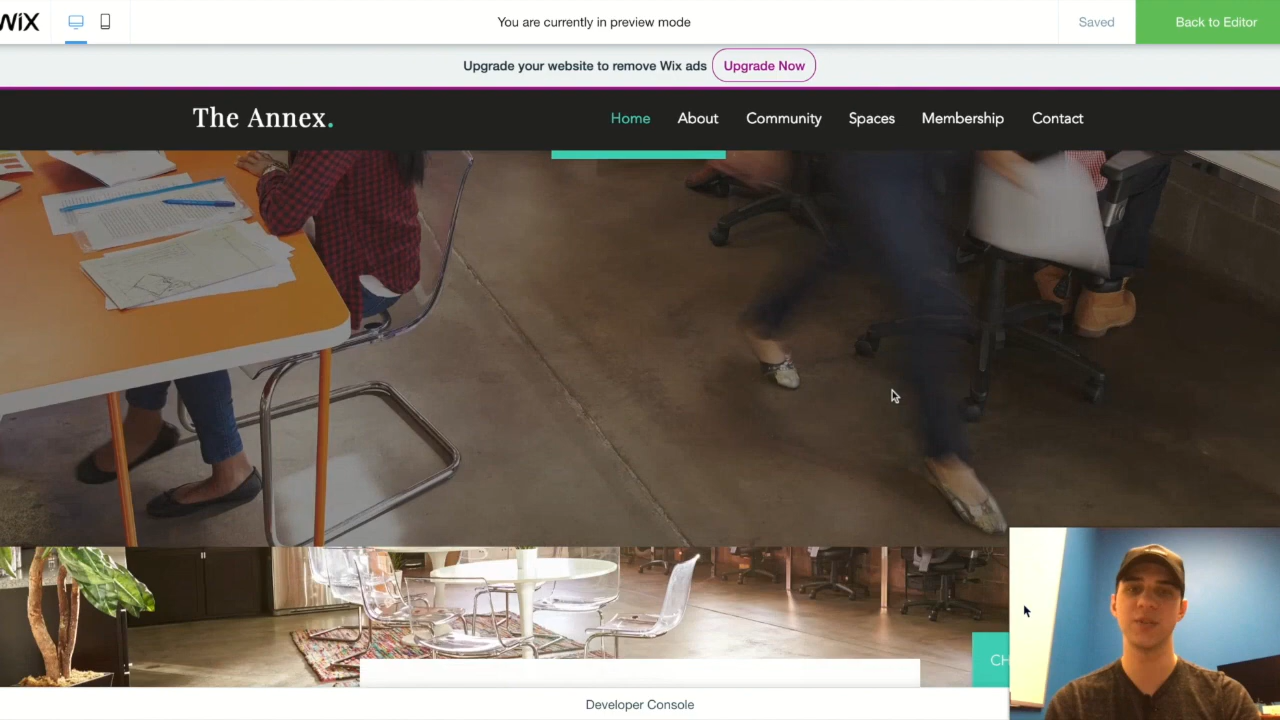 WiX
You are currently in preview mode
Saved
Back to Editor
Upgrade your website to remove Wix ads
Upgrade Now
The Annex.
Home
About
Community
Spaces
Membership
Contact
CH
Developer Console